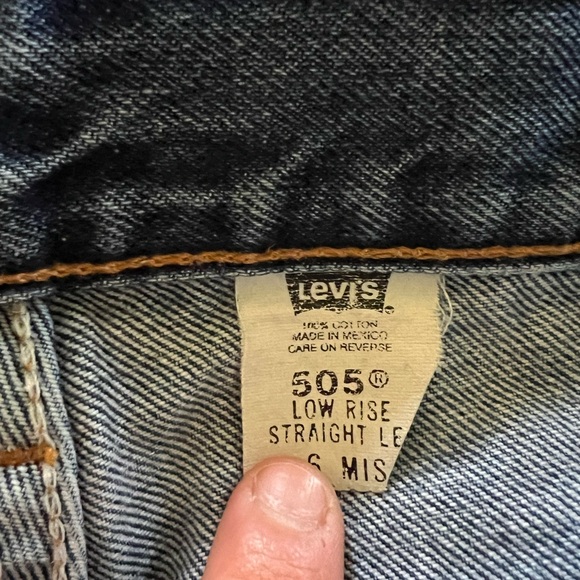 Levi's
100% COTTON
MADE IN MEXICO
CARE ON REVERSE
505®
LOW RISE
STRAIGHT LE
6 MIS